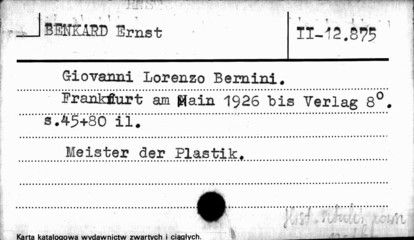 BENKARD Ernst
II-12.875
Giovanni Lorenzo Bernini.
Frankfurt am Main 1926 bis Verlag 8°.
s.45+80 il.
Meister der Plastik.
Karta katalogowa wydawnictw zwartych i ciągłych.